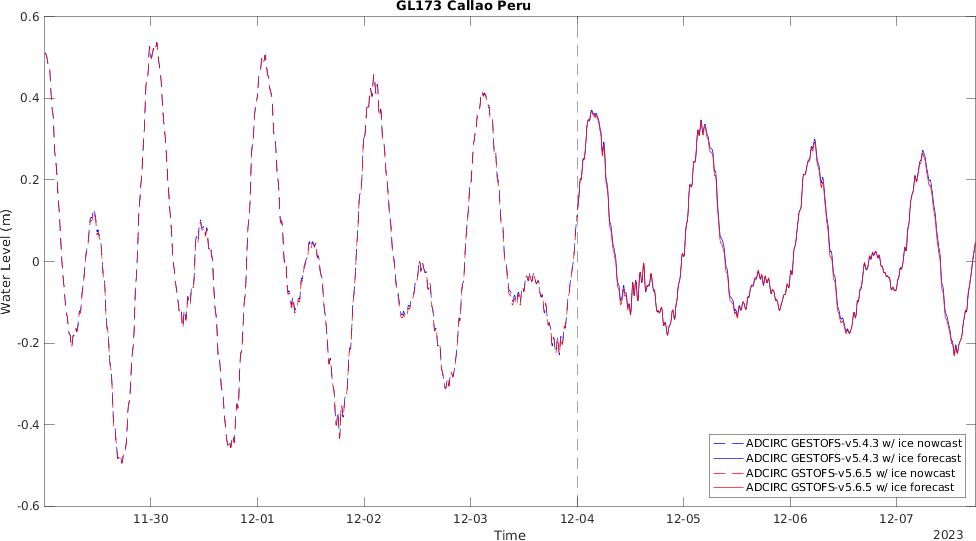 GL173 Callao Peru
0.6
0.4
0.2
0
-0.2
-0.4
-0.6
Water Level (m)
ADCIRC GESTOFS-v5.4.3 w/ ice nowcast
ADCIRC GESTOFS-v5.4.3 w/ ice forecast
ADCIRC GSTOFS-v5.6.5 w/ ice nowcast
ADCIRC GSTOFS-v5.6.5 w/ ice forecast
11-30 12-01 12-02 12-03 12-04 12-05 12-06 12-07
Time
2023